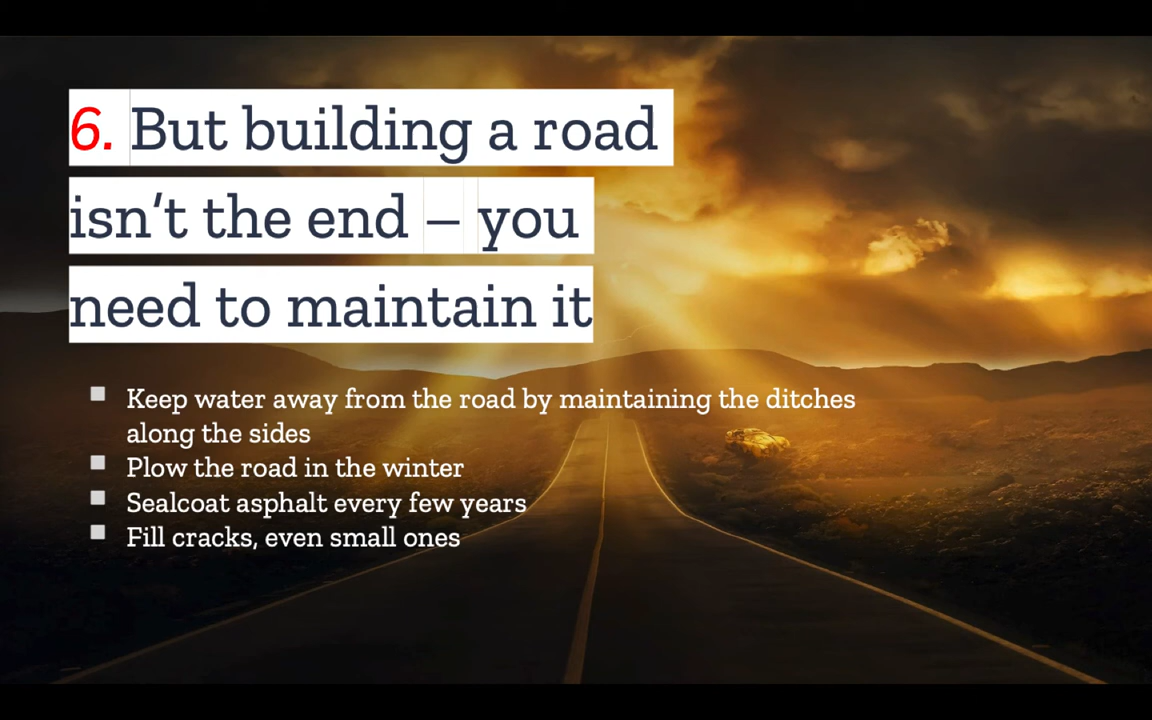 6. But building a road
isn’t the end – you
need to maintain it
Keep water away from the road by maintaining the ditches
along the sides
Plow the road in the winter
Sealcoat asphalt every few years
Fill cracks, even small ones